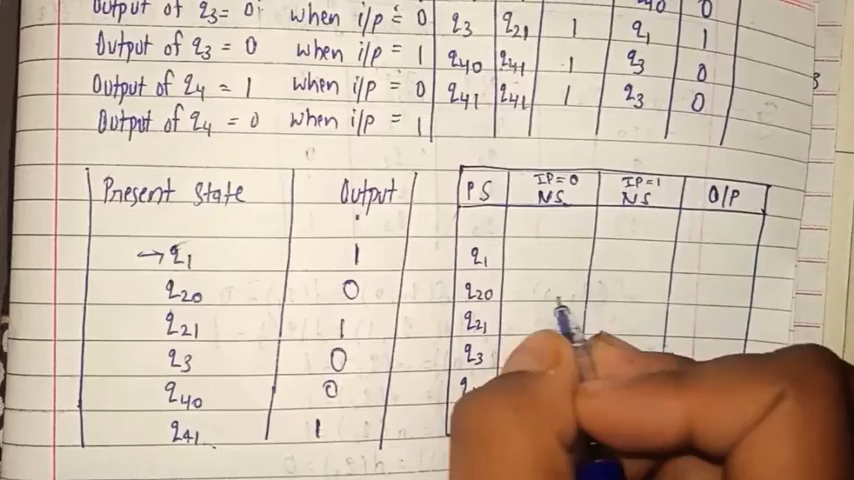 Output of q3 = 0 when i/p = 0 q3 q21 1 q1 1
Output of q3 = 0 when i/p = 1 q40 q41 1 q3 0
Output of q4 = 1 when i/p = 0 q41 q41 1 q3 0
Output of q4 = 0 when i/p = 1
Present State Output
→q1 1
q20 0
q21 1
q3 0
q40 0
q41 1
PS IP=0 NS IP=1 NS O/P
q1
q20
q21
q3